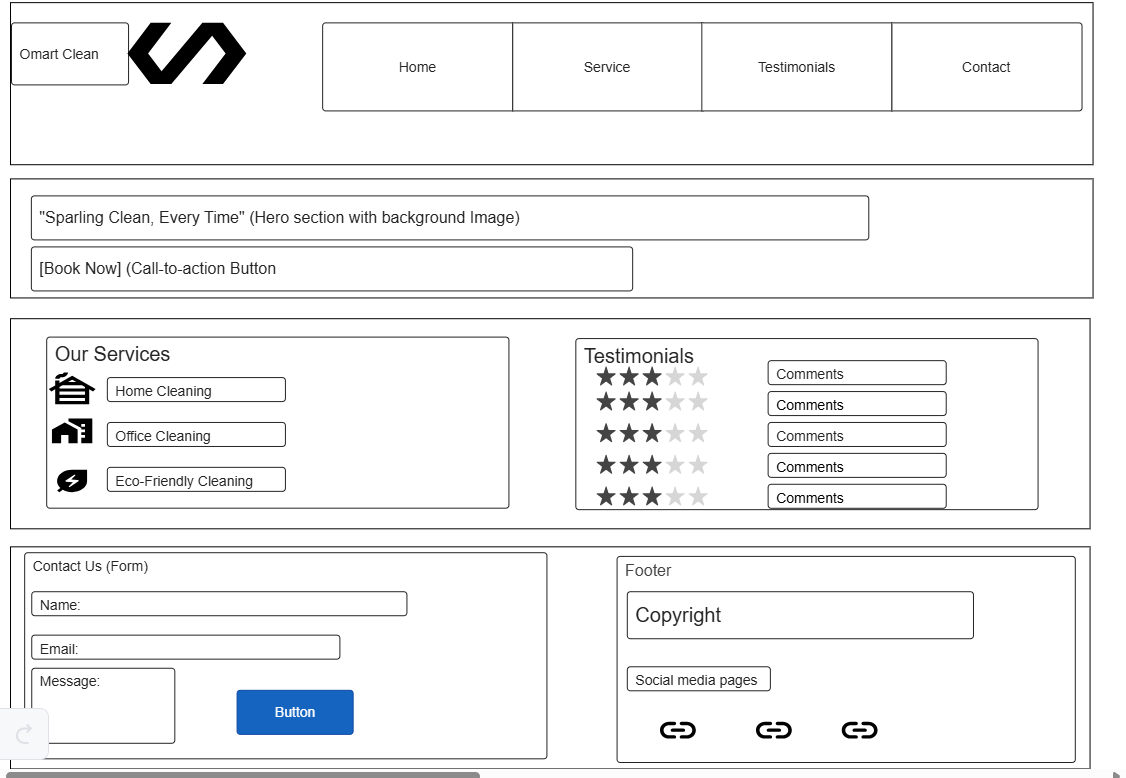 Omart Clean
Home
Service
Testimonials
Contact
"Sparling Clean, Every Time" (Hero section with background Image)
[Book Now] (Call-to-action Button
Our Services
Home Cleaning
Office Cleaning
Eco-Friendly Cleaning
Testimonials
Comments
Comments
Comments
Comments
Comments
Contact Us (Form)
Name:
Email:
Message:
Button
Footer
Copyright
Social media pages